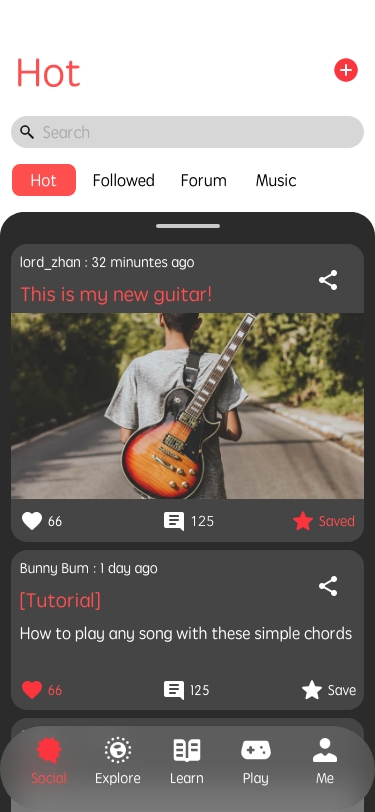 Hot
Search
Hot Followed Forum Music
lord_zhan : 32 minuntes ago
This is my new guitar!
66 125 Saved
Bunny Bum : 1 day ago
[Tutorial]
How to play any song with these simple chords
66 125 Save
Social Explore Learn Play Me